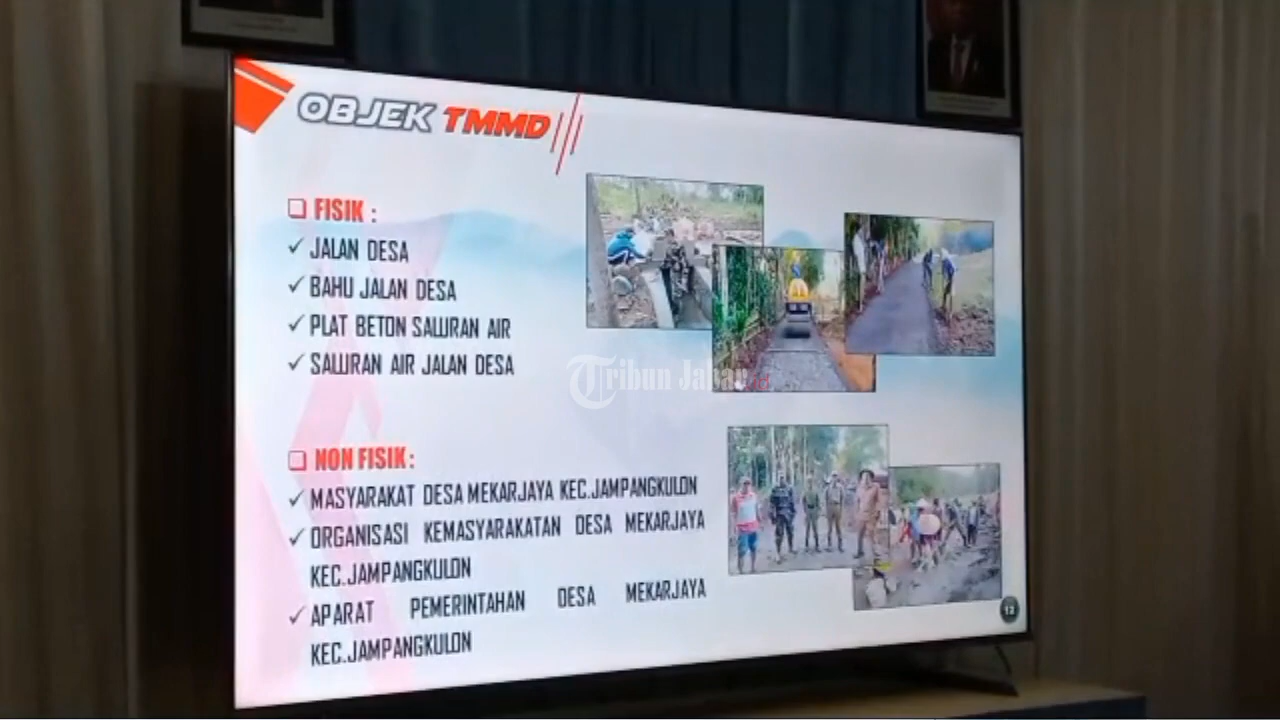 OBJEK TMMD
FISIK :
JALAN DESA
BAHU JALAN DESA
PLAT BETON SALURAN AIR
SALURAN AIR JALAN DESA
Tribun Jabar.id
NON FISIK :
MASYARAKAT DESA MEKARJAYA KEC.JAMPANGKULON
ORGANISASI KEMASYARAKATAN DESA MEKARJAYA
KEC.JAMPANGKULON
APARAT PEMERINTAHAN DESA MEKARJAYA
KEC.JAMPANGKULON
12